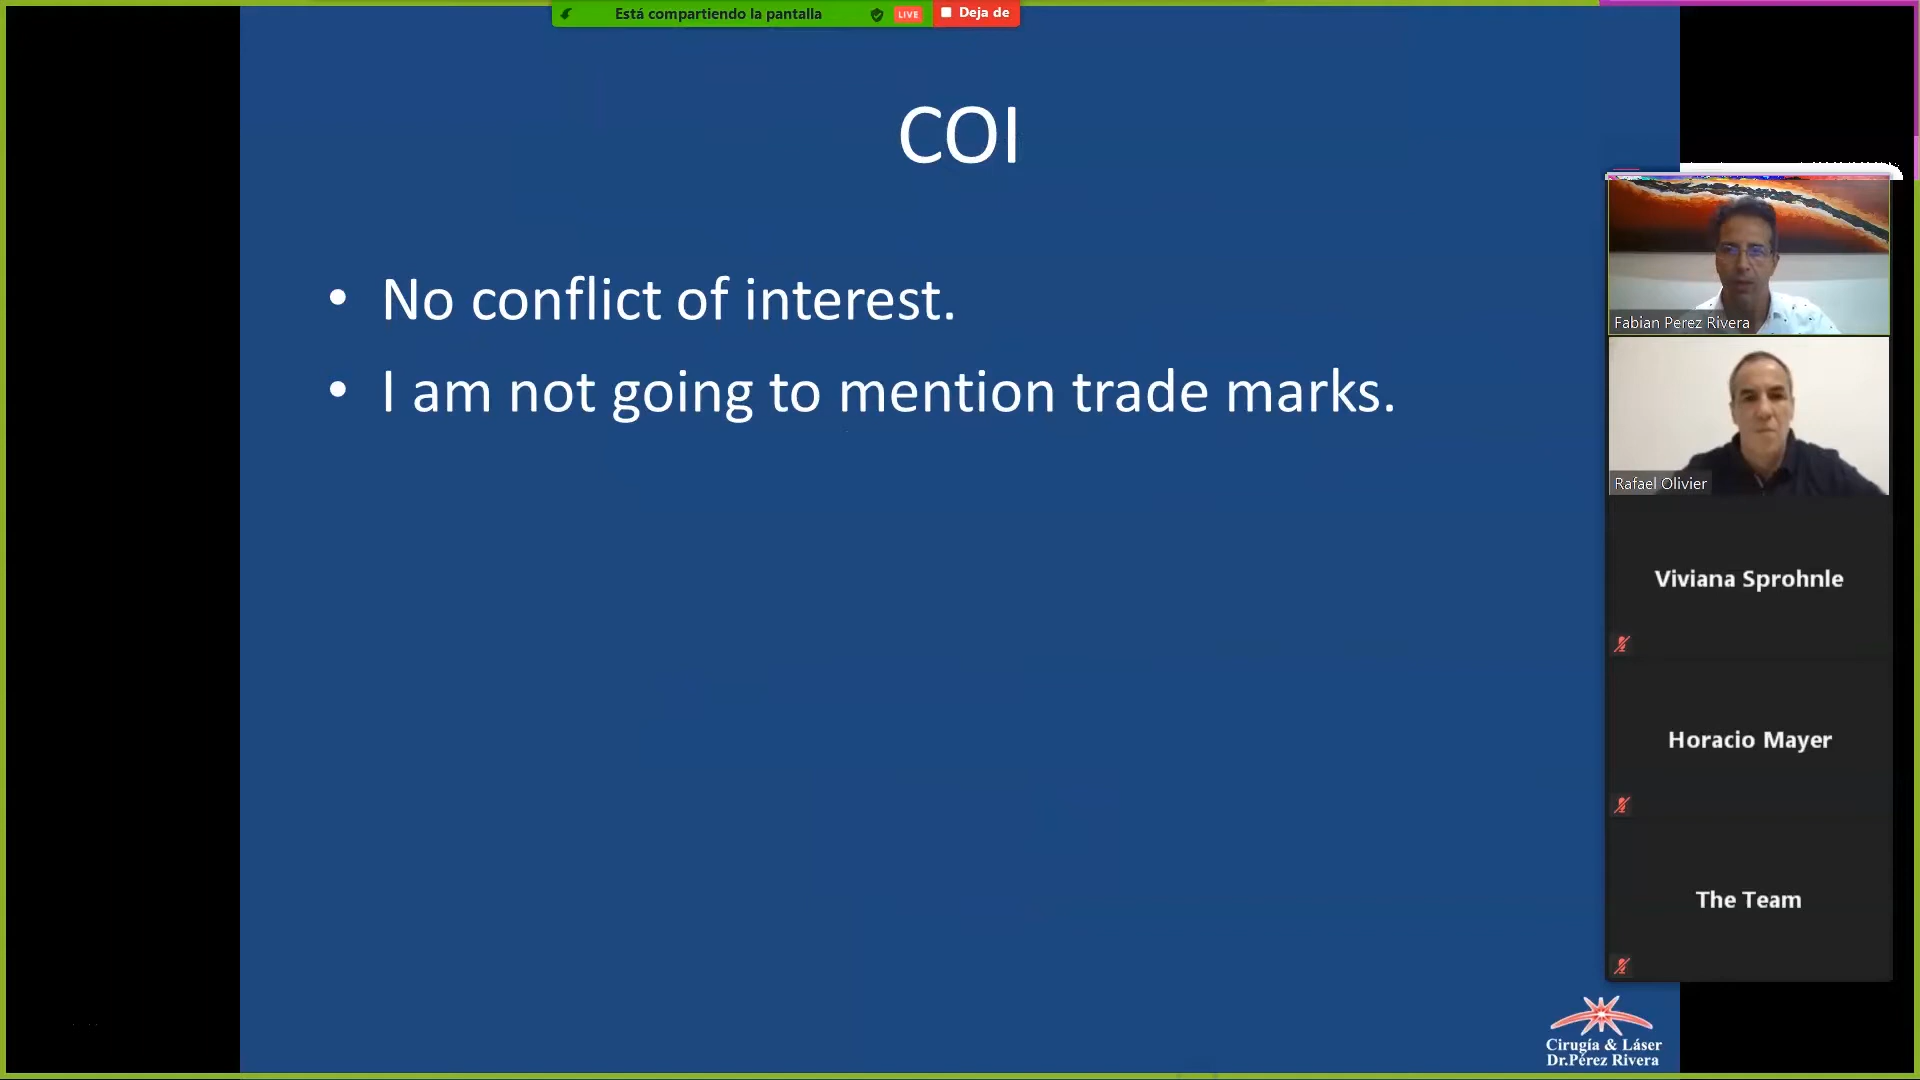 Está compartiendo la pantalla
LIVE
Deja de
COI
• No conflict of interest.
• I am not going to mention trade marks.
Fabian Perez Rivera
Rafael Olivier
Viviana Sprohnle
Horacio Mayer
The Team
Cirugía & Láser
Dr.Pérez Rivera